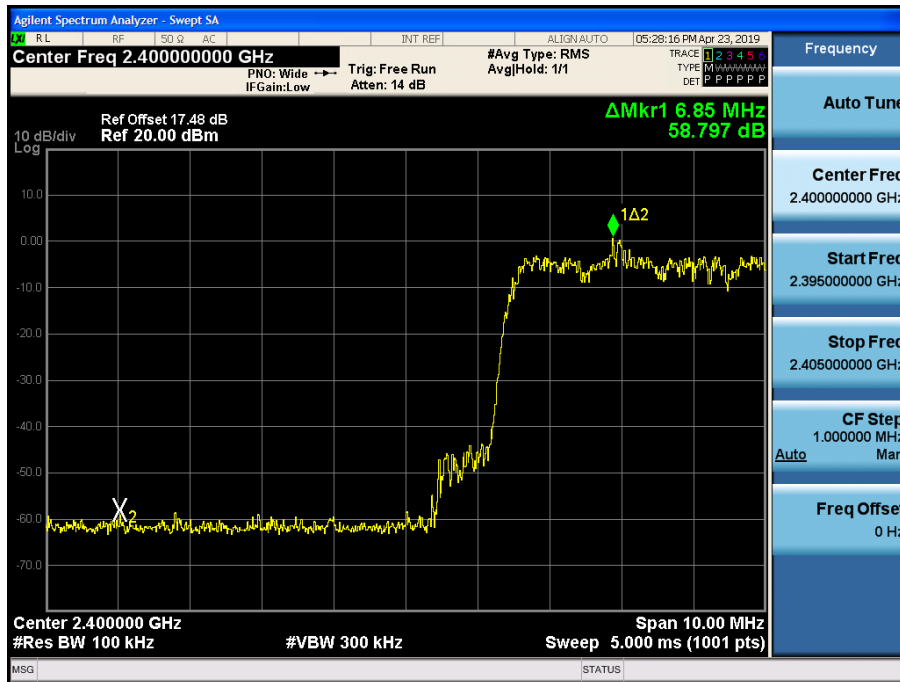 Agilent Spectrum Analyzer - Swept SA
LXI RL RF 50 Ω AC INT REF ALIGN AUTO 05:28:16 PM Apr 23, 2019
Center Freq 2.400000000 GHz
PNO: Wide
IFGain:Low
Trig: Free Run
Atten: 14 dB
#Avg Type: RMS
Avg|Hold: 1/1
TRACE 1 2 3 4 5 6
TYPE M W W W W W
DET P P P P P P
ΔMkr1 6.85 MHz
58.797 dB
10 dB/div
Log
Ref Offset 17.48 dB
Ref 20.00 dBm
10.0
0.00
-10.0
-20.0
-30.0
-40.0
-50.0
-60.0
-70.0
1Δ2
X2
Center 2.400000 GHz
Span 10.00 MHz
#Res BW 100 kHz
#VBW 300 kHz
Sweep 5.000 ms (1001 pts)
MSG
STATUS
Frequency
Auto Tune
Center Freq
2.400000000 GHz
Start Freq
2.395000000 GHz
Stop Freq
2.405000000 GHz
CF Step
1.000000 MHz
Auto Man
Freq Offset
0 Hz